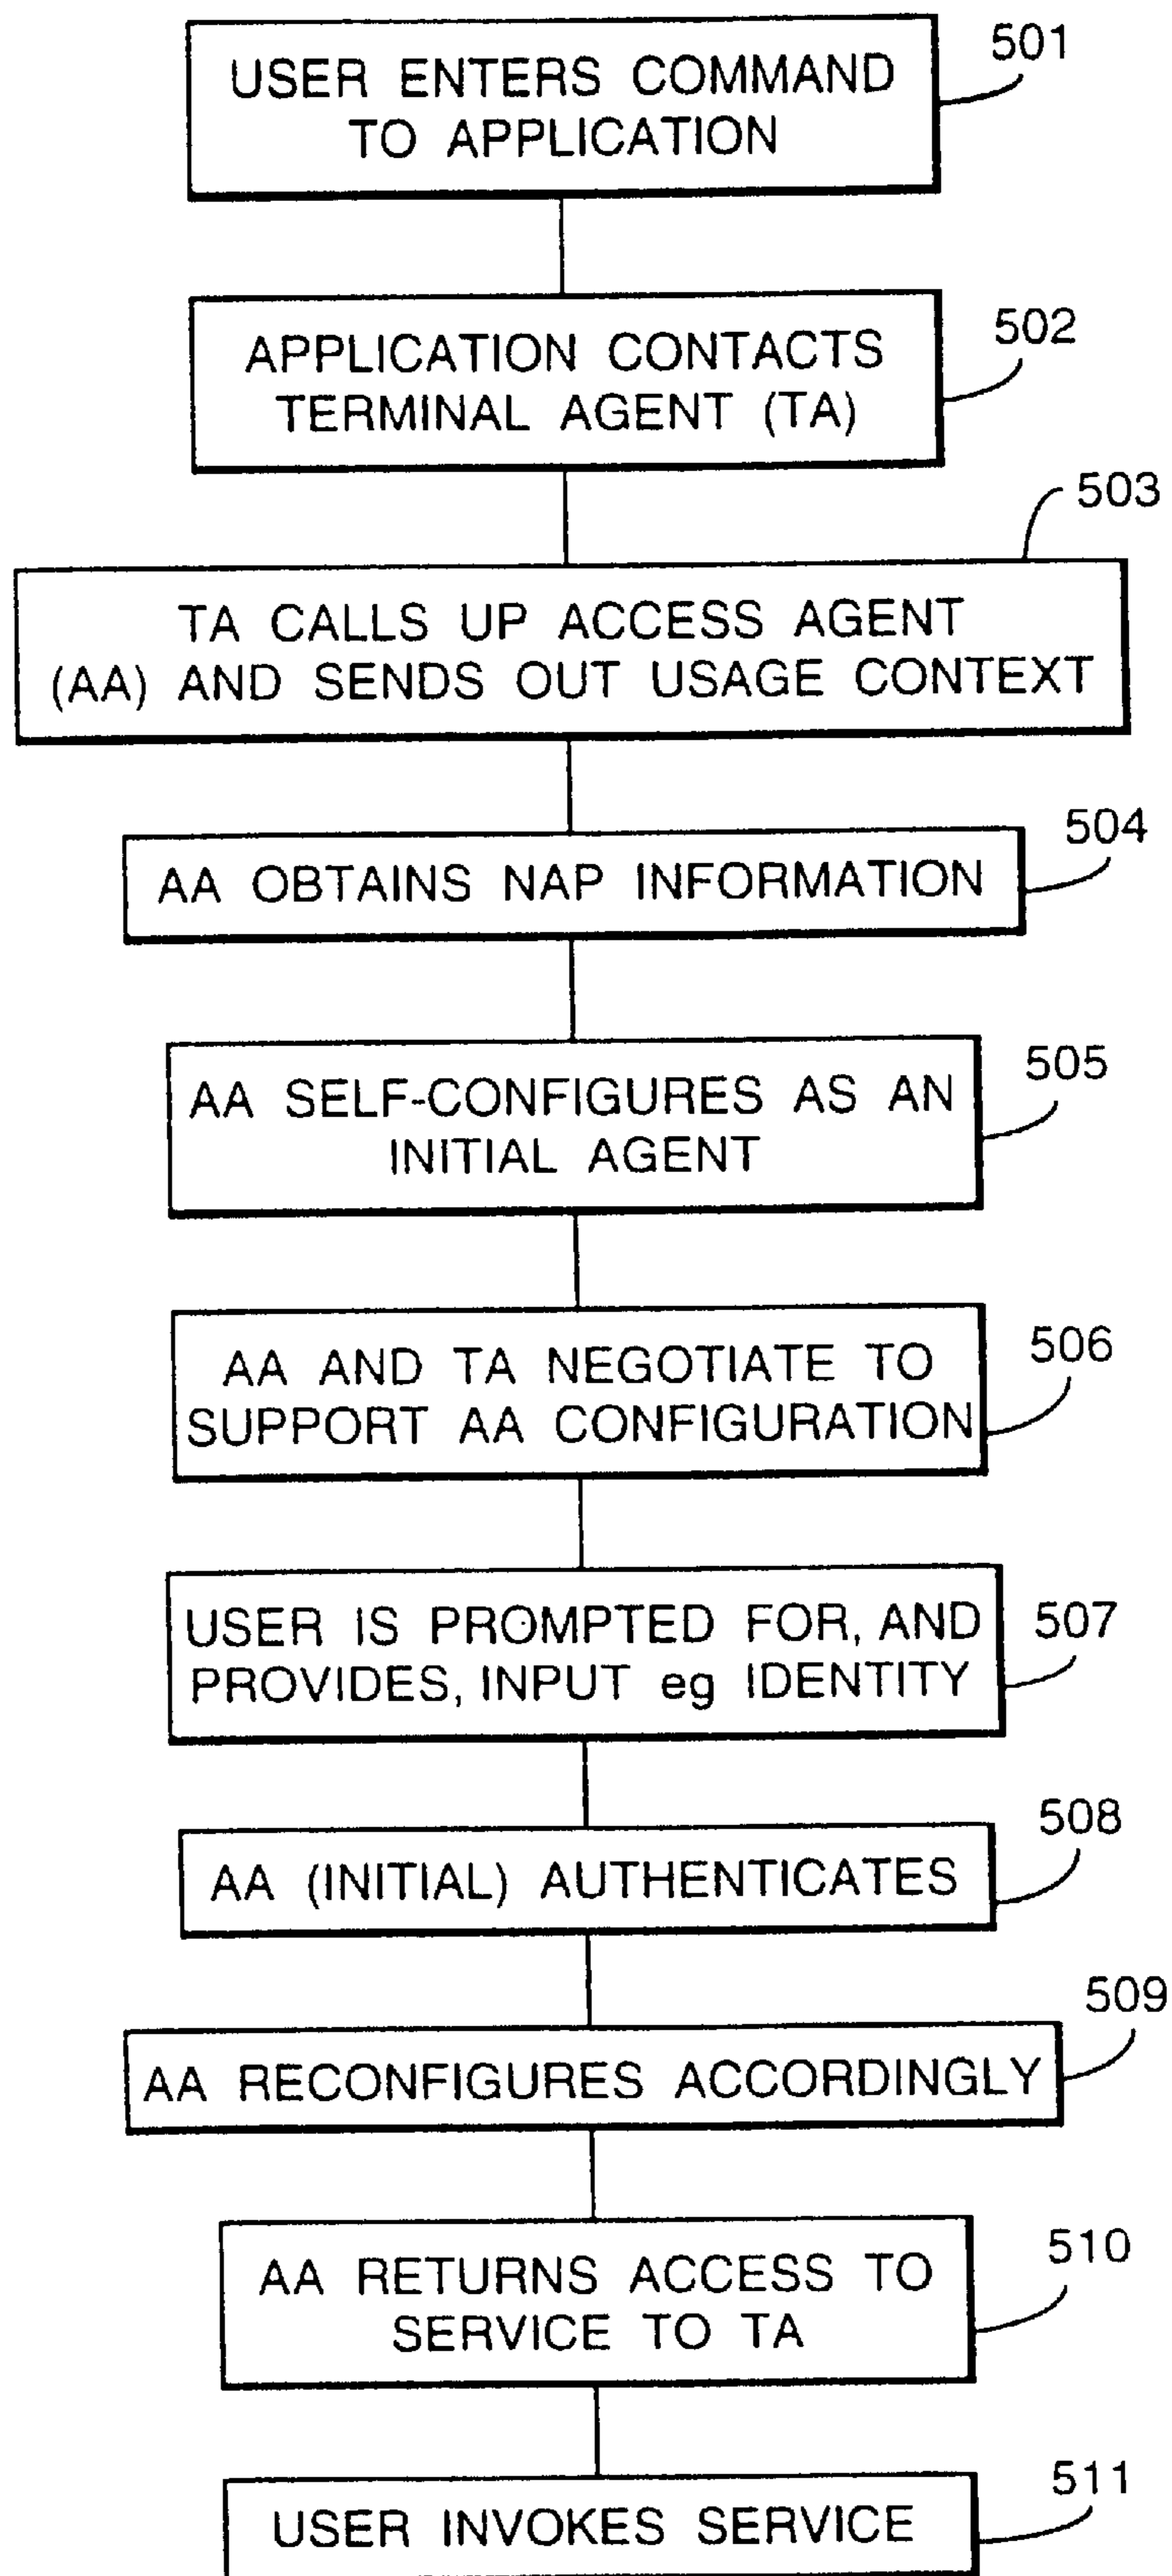 501
USER ENTERS COMMAND
TO APPLICATION
502
APPLICATION CONTACTS
TERMINAL AGENT (TA)
503
TA CALLS UP ACCESS AGENT
(AA) AND SENDS OUT USAGE CONTEXT
504
AA OBTAINS NAP INFORMATION
505
AA SELF-CONFIGURES AS AN
INITIAL AGENT
506
AA AND TA NEGOTIATE TO
SUPPORT AA CONFIGURATION
507
USER IS PROMPTED FOR, AND
PROVIDES, INPUT eg IDENTITY
508
AA (INITIAL) AUTHENTICATES
509
AA RECONFIGURES ACCORDINGLY
510
AA RETURNS ACCESS TO
SERVICE TO TA
511
USER INVOKES SERVICE